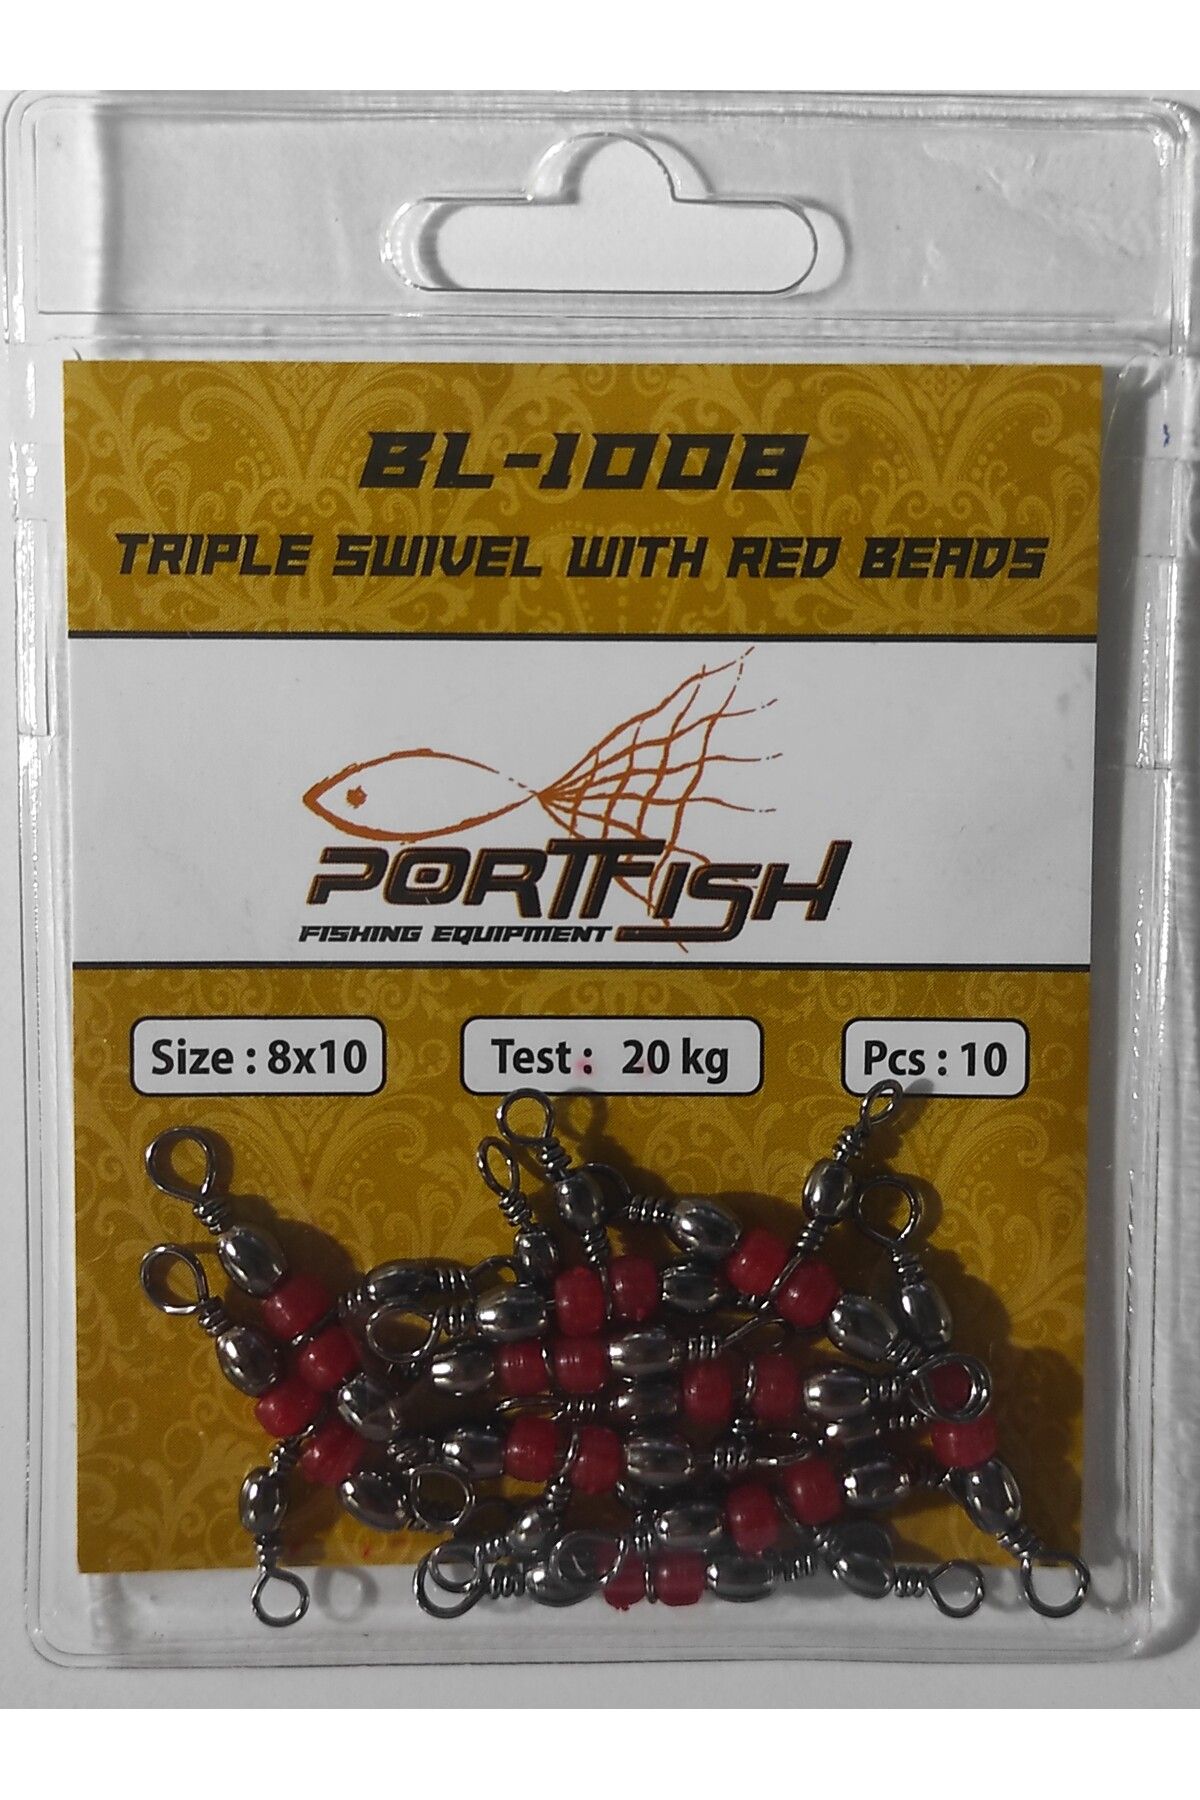 BL-1008
TRIPLE SWIVEL WITH RED BEADS
PORTFISH
FISHING EQUIPMENT
Size : 8x10
Test : 20 kg
Pcs : 10